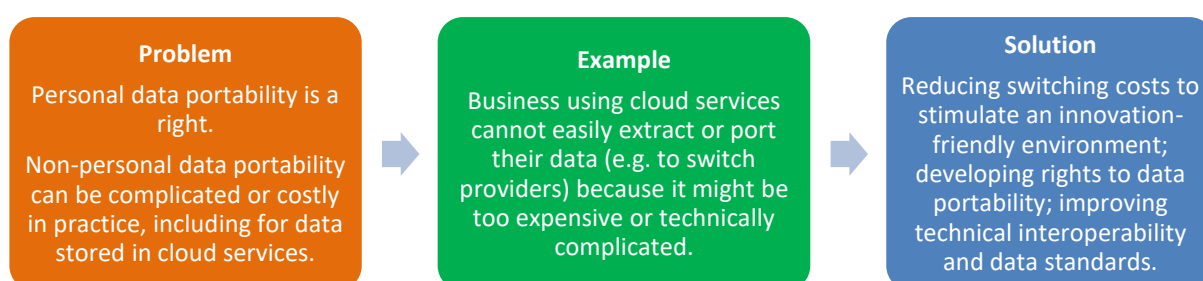 Problem
Personal data portability is a
right.
Non-personal data portability
can be complicated or costly
in practice, including for data
stored in cloud services.
Example
Business using cloud services
cannot easily extract or port
their data (e.g. to switch
providers) because it might be
too expensive or technically
complicated.
Solution
Reducing switching costs to
stimulate an innovation-
friendly environment;
developing rights to data
portability; improving
technical interoperability
and data standards.